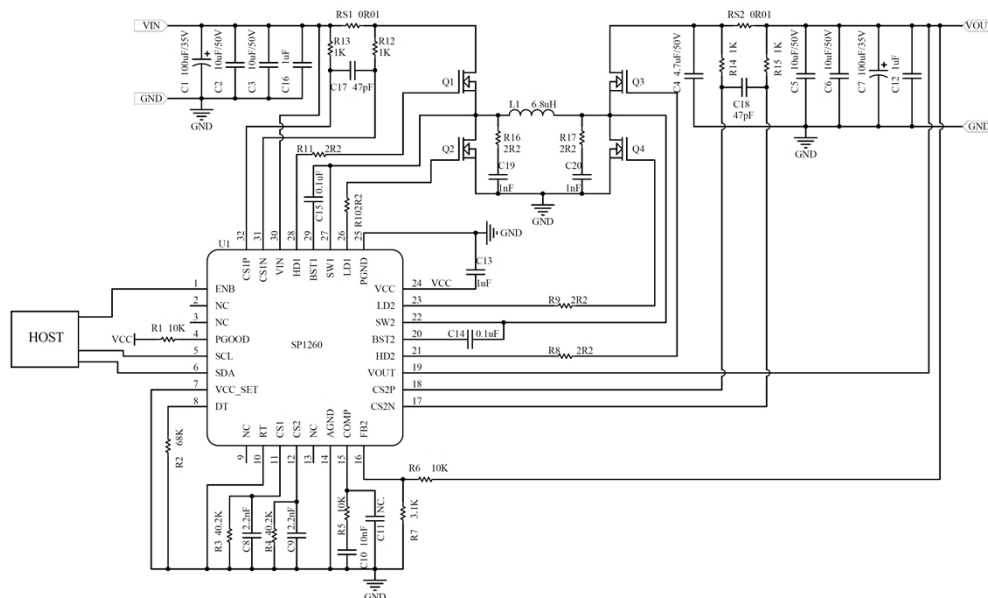 VIN
GND
C1 100uF/35V
C2 10uF/50V
C3 10uF/50V
C16 1uF
GND
RS1 0R01
R13
1K
R12
1K
C17 47pF
Q1
Q2
R11 2R2
C15 0.1uF
R10 2R2
L1 6.8uH
R16
2R2
C19
1nF
R17
2R2
C20
1nF
GND
Q3
Q4
RS2 0R01
C4 4.7uF/50V
R14 1K
R15 1K
C18
47pF
C5 10uF/50V
C6 10uF/50V
C7 100uF/35V
C12 1uF
GND
VOUT
GND
GND
C13
1uF
U1
SP1260
32
31
30
28
29
27
26
25
CS1P
CS1N
VIN
HD1
BST1
SW1
LD1
PGND
HOST
VCC
R1 10K
1 ENB
2 NC
3 NC
4 PGOOD
5 SCL
6 SDA
7 VCC_SET
8 DT
VCC 24 VCC
LD2 23
SW2 22
BST2 20
HD2 21
VOUT 19
CS2P 18
CS2N 17
R9 2R2
C14 0.1uF
R8 2R2
NC
RT
CS1
CS2
NC
AGND
COMP
FB2
9
10
11
12
13
14
15
16
R2 68K
R3 40.2K
C8 2.2nF
R4 40.2K
C9 2.2nF
R5 10K
C10 10nF
C11 NC.
R7 3.1K
R6 10K
GND